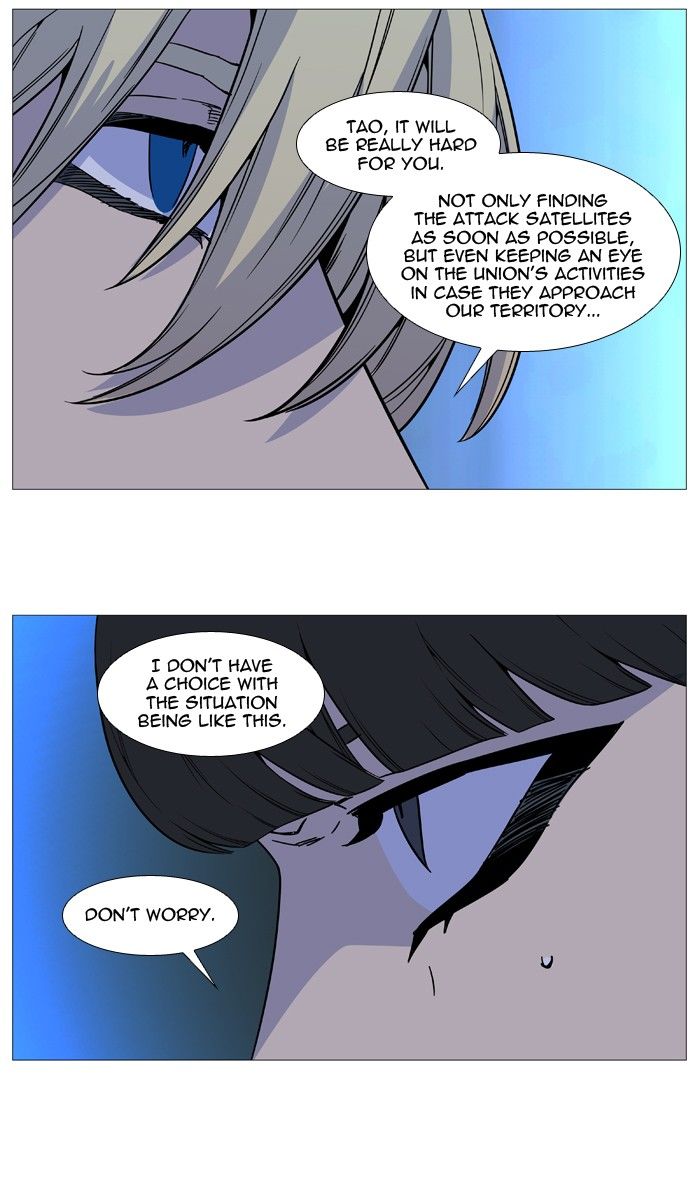 TAO, IT WILL
BE REALLY HARD
FOR YOU.
NOT ONLY FINDING
THE ATTACK SATELLITES
AS SOON AS POSSIBLE,
BUT EVEN KEEPING AN EYE
ON THE UNION'S ACTIVITIES
IN CASE THEY APPROACH
OUR TERRITORY...
I DON'T HAVE
A CHOICE WITH
THE SITUATION
BEING LIKE THIS.
DON'T WORRY.